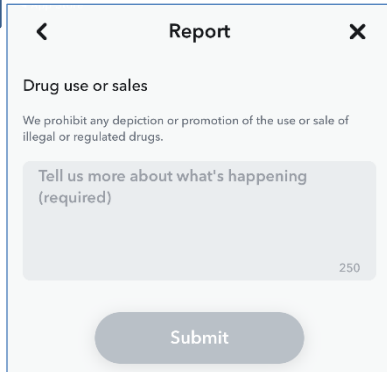 Report
Drug use or sales
We prohibit any depiction or promotion of the use or sale of
illegal or regulated drugs.
Tell us more about what's happening
(required)
250
Submit